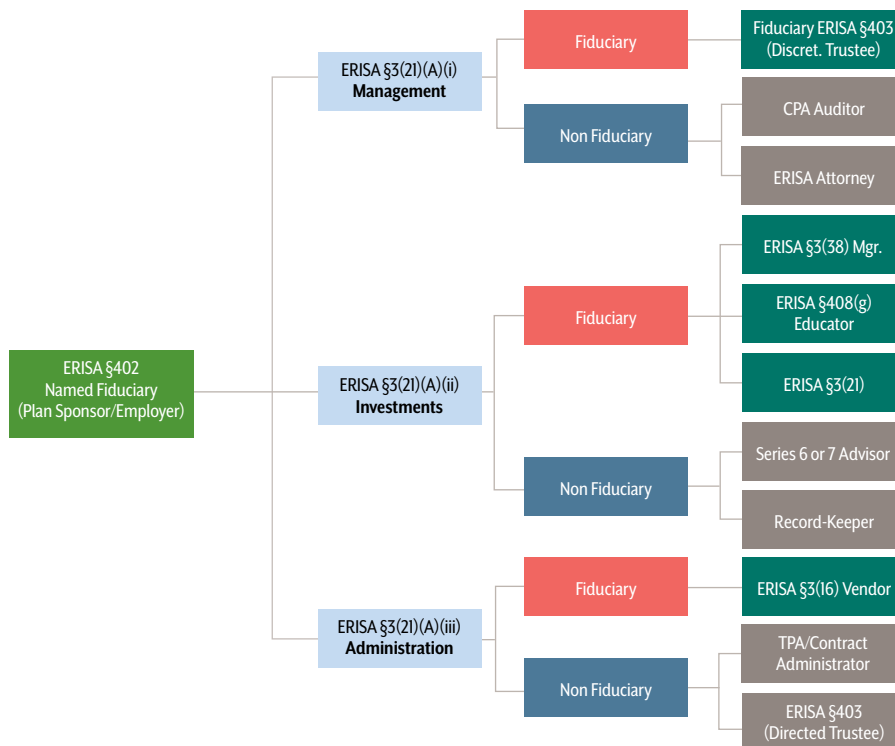 ERISA §402
Named Fiduciary
(Plan Sponsor/Employer)
ERISA §3(21)(A)(i)
Management
Fiduciary
Fiduciary ERISA §403
(Discret. Trustee)
Non Fiduciary
CPA Auditor
ERISA Attorney
ERISA §3(21)(A)(ii)
Investments
Fiduciary
ERISA §3(38) Mgr.
ERISA §408(g)
Educator
ERISA §3(21)
Non Fiduciary
Series 6 or 7 Advisor
Record-Keeper
ERISA §3(21)(A)(iii)
Administration
Fiduciary
ERISA §3(16) Vendor
Non Fiduciary
TPA/Contract
Administrator
ERISA §403
(Directed Trustee)